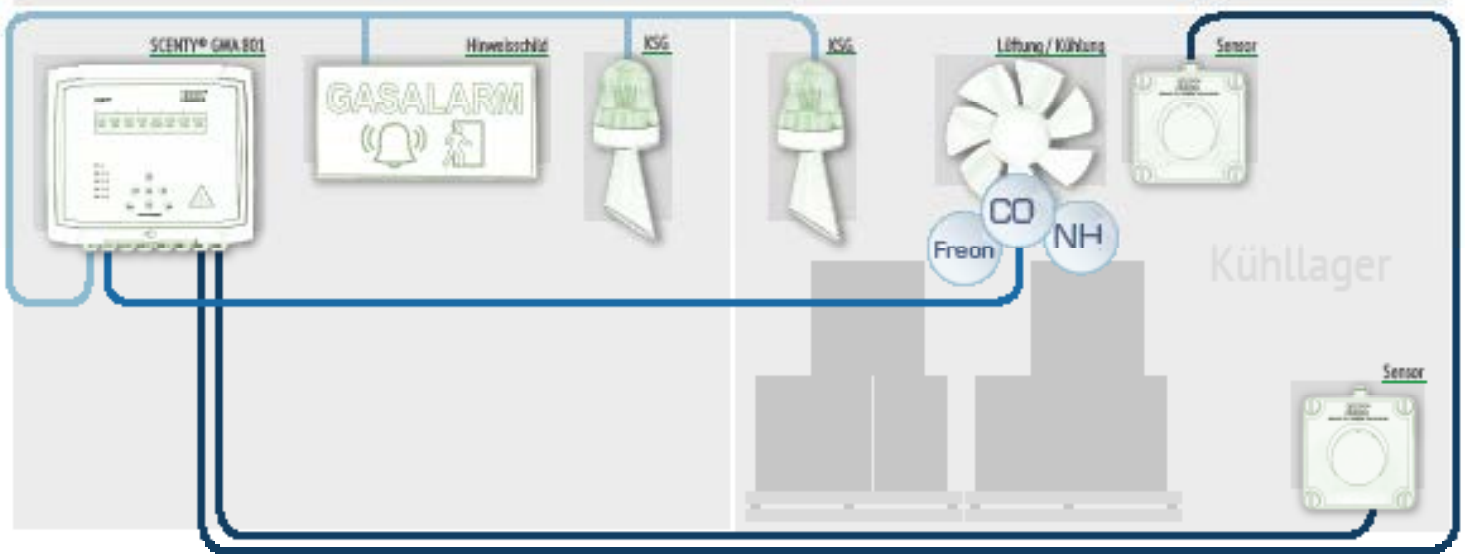 SCENTY® GMA 801
Hinweisschild
KSG
KSG
Lüftung / Kühlung
Sensor
GASALARM
CO
NH
Freon
Kühllager
Sensor